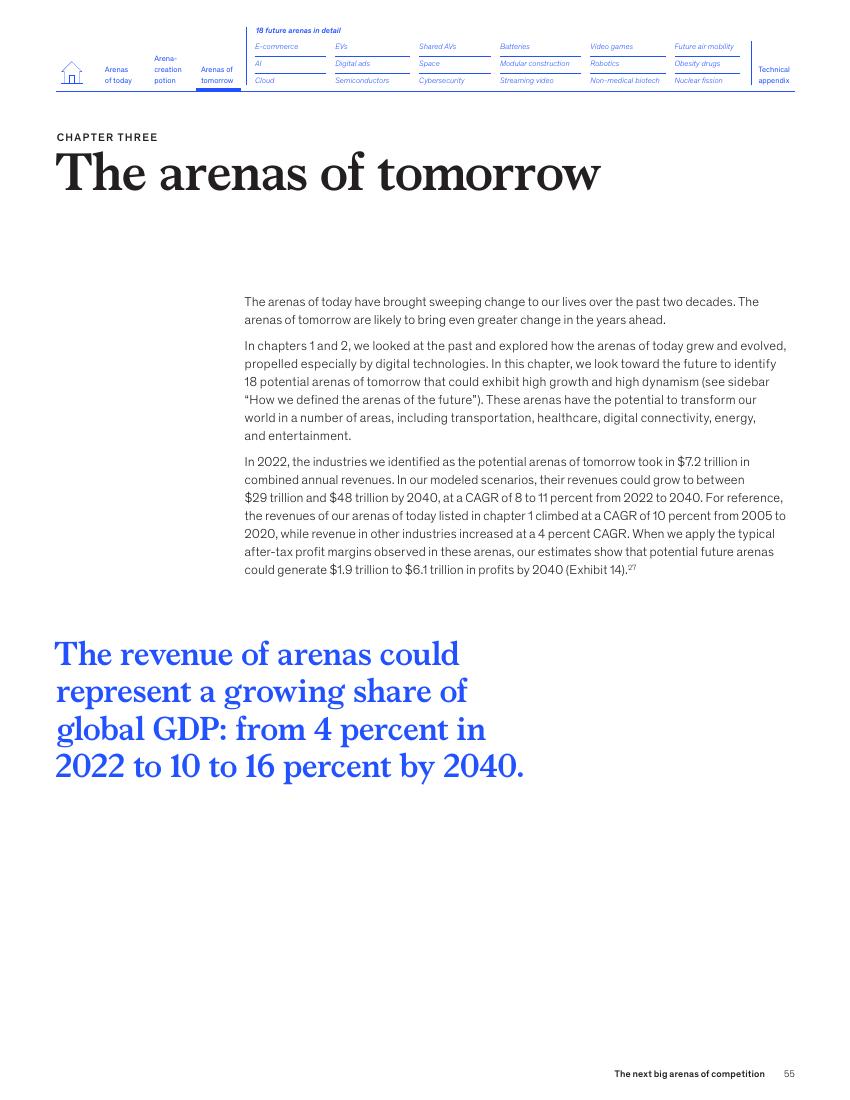 18 future arenas in detail
Arenas
of today
Arena-
creation
potion
Arenas of
tomorrow
E-commerce
AI
Cloud
EVs
Digital ads
Semiconductors
Shared AVs
Space
Cybersecurity
Batteries
Modular construction
Streaming video
Video games
Robotics
Non-medical biotech
Future air mobility
Obesity drugs
Nuclear fission
Technical
appendix
CHAPTER THREE
The arenas of tomorrow
The arenas of today have brought sweeping change to our lives over the past two decades. The
arenas of tomorrow are likely to bring even greater change in the years ahead.
In chapters 1 and 2, we looked at the past and explored how the arenas of today grew and evolved,
propelled especially by digital technologies. In this chapter, we look toward the future to identify
18 potential arenas of tomorrow that could exhibit high growth and high dynamism (see sidebar
“How we defined the arenas of the future”). These arenas have the potential to transform our
world in a number of areas, including transportation, healthcare, digital connectivity, energy,
and entertainment.
In 2022, the industries we identified as the potential arenas of tomorrow took in $7.2 trillion in
combined annual revenues. In our modeled scenarios, their revenues could grow to between
$29 trillion and $48 trillion by 2040, at a CAGR of 8 to 11 percent from 2022 to 2040. For reference,
the revenues of our arenas of today listed in chapter 1 climbed at a CAGR of 10 percent from 2005 to
2020, while revenue in other industries increased at a 4 percent CAGR. When we apply the typical
after-tax profit margins observed in these arenas, our estimates show that potential future arenas
could generate $1.9 trillion to $6.1 trillion in profits by 2040 (Exhibit 14).²⁷
The revenue of arenas could
represent a growing share of
global GDP: from 4 percent in
2022 to 10 to 16 percent by 2040.
The next big arenas of competition 55